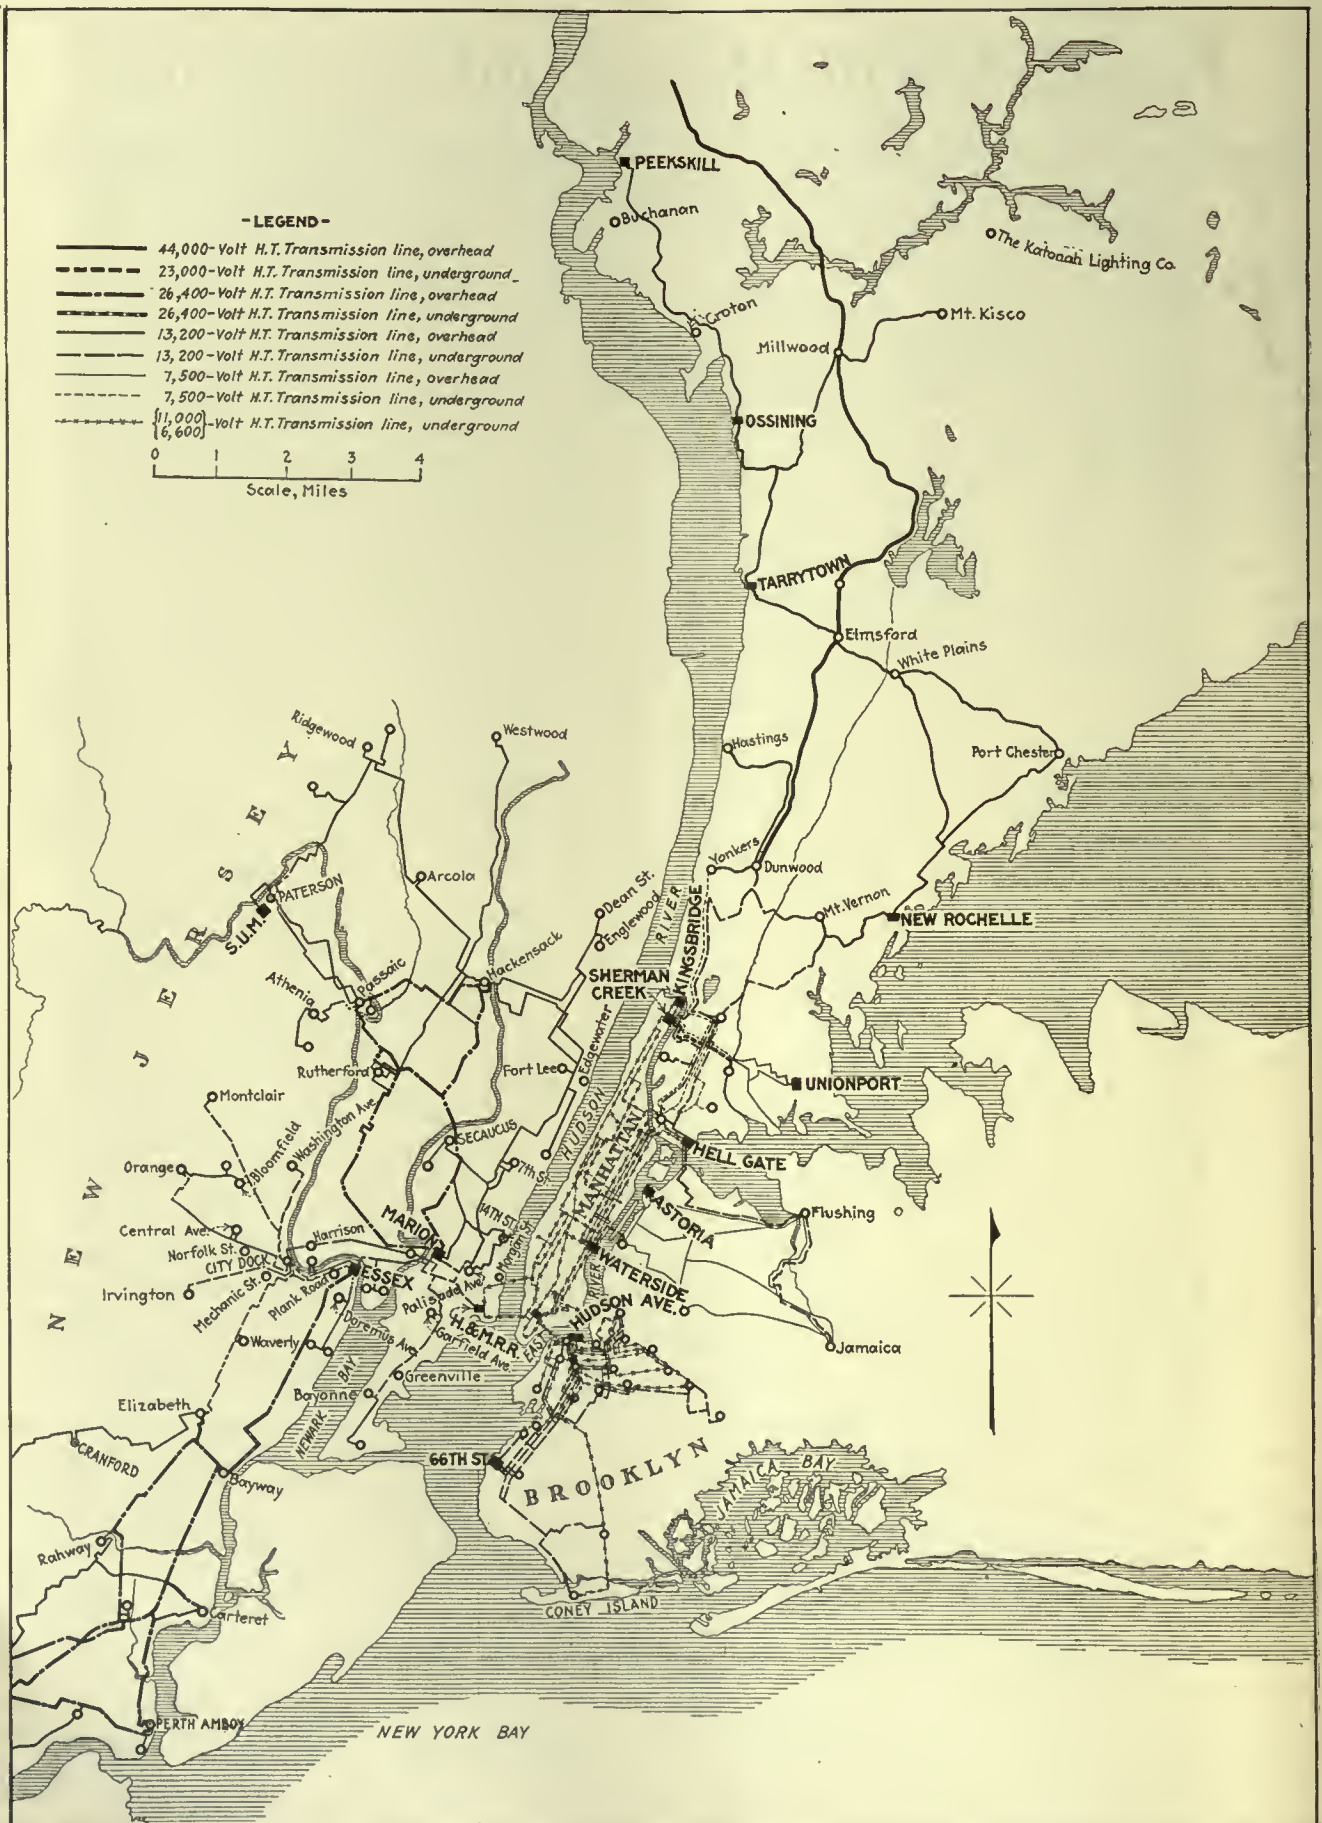 -LEGEND-
44,000-Volt H.T. Transmission line, overhead
23,000-Volt H.T. Transmission line, underground
26,400-Volt H.T. Transmission line, overhead
26,400-Volt H.T. Transmission line, underground
13,200-Volt H.T. Transmission line, overhead
13,200-Volt H.T. Transmission line, underground
7,500-Volt H.T. Transmission line, overhead
7,500-Volt H.T. Transmission line, underground
{11,000
6,600}-Volt H.T. Transmission line, underground
0 1 2 3 4
Scale, Miles
PEEKSKILL
Buchanan
The Katonah Lighting Co.
Croton
Mt. Kisco
Millwood
OSSINING
TARRYTOWN
Elmsford
White Plains
Port Chester
Hastings
Ridgewood
Westwood
NEW JERSEY
Yonkers
Dunwood
Arcola
PATERSON
S.U.M.
Dean St.
Englewood
RIVER
KINGSBRIDGE
Mt. Vernon
NEW ROCHELLE
Hackensack
SHERMAN
CREEK
Athenia
Passaic
Edgewater
Rutherford
Fort Lee
UNIONPORT
Montclair
Washington Ave.
HUDSON
MANHATTAN
SECAUCUS
HELL GATE
Orange
Bloomfield
7th St.
ASTORIA
Flushing
Central Ave.
Norfolk St.
Harrison
MARION
14TH ST.
Morgan St.
CITY DOCK
WATERSIDE
Irvington
Mechanic St.
Plank Road
ESSEX
Palisade Ave.
RIVER
HUDSON AVE.
H.&M.R.R.
Garfield Ave.
EAST
Waverly
Doremus Ave.
BAY
Jamaica
Greenville
Bayonne
Elizabeth
NEWARK
CRANFORD
66TH ST.
BROOKLYN
JAMAICA BAY
Bayway
Rahway
Carteret
CONEY ISLAND
PERTH AMBOY
NEW YORK BAY